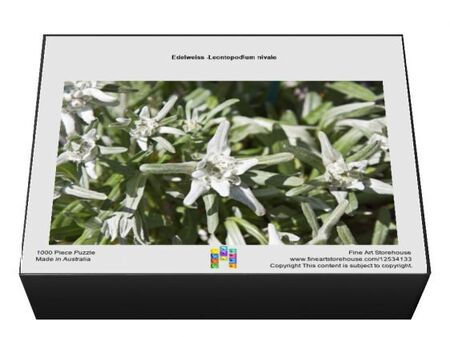 Edelweiss -Leontopodium nivale
1000 Piece Puzzle
Made in Australia
Fine Art Storehouse
www.fineartstorehouse.com/12534133
Copyright This content is subject to copyright.